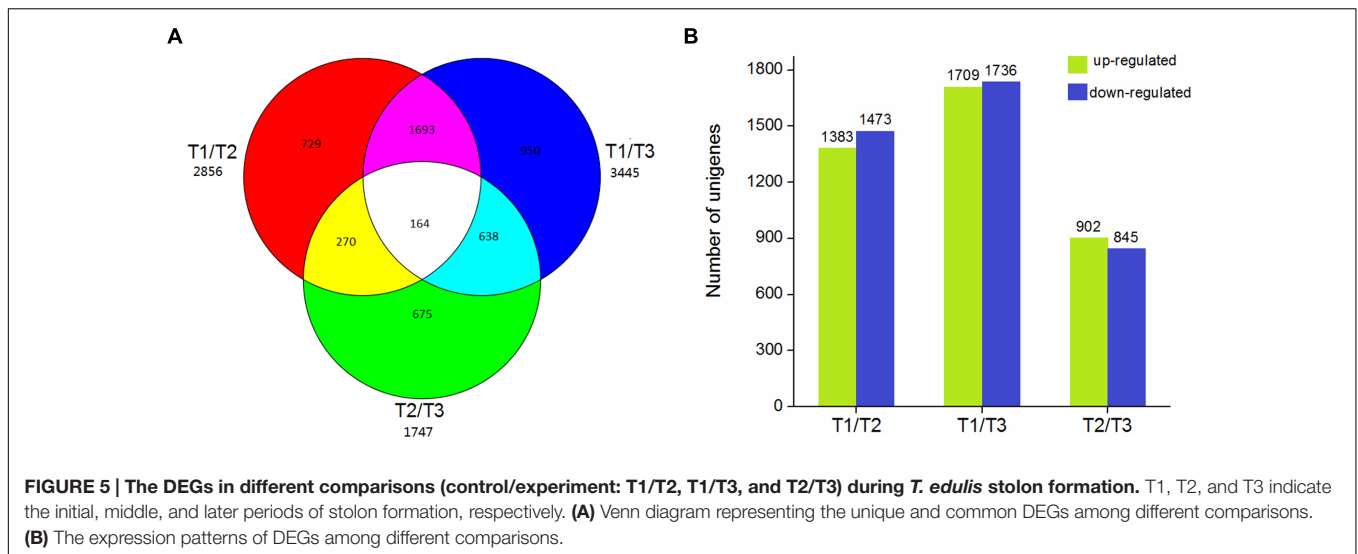 A
T1/T2
2856
729
1693
950
T1/T3
3445
164
270
638
675
T2/T3
1747
B
up-regulated
down-regulated
Number of unigenes
1800
1500
1200
900
600
300
0
1383
1473
1709
1736
902
845
T1/T2
T1/T3
T2/T3
FIGURE 5 | The DEGs in different comparisons (control/experiment: T1/T2, T1/T3, and T2/T3) during T. edulis stolon formation. T1, T2, and T3 indicate
the initial, middle, and later periods of stolon formation, respectively. (A) Venn diagram representing the unique and common DEGs among different comparisons.
(B) The expression patterns of DEGs among different comparisons.